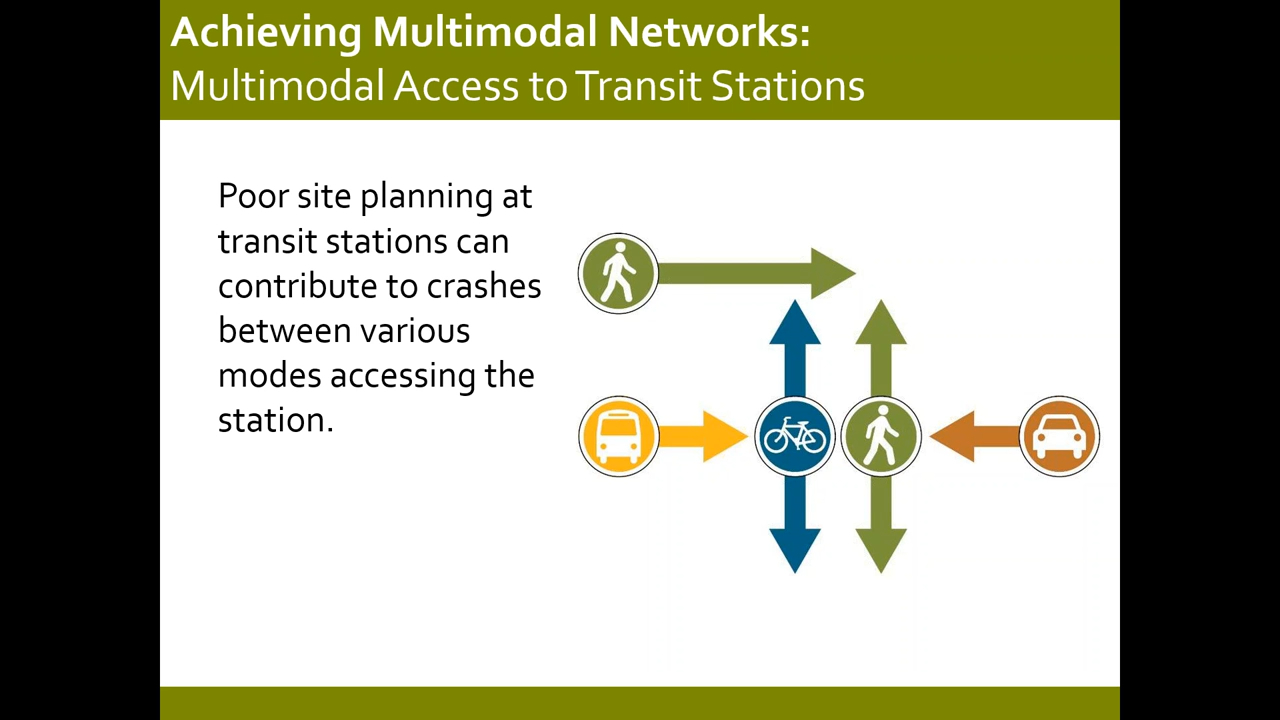 Achieving Multimodal Networks:
Multimodal Access to Transit Stations
Poor site planning at
transit stations can
contribute to crashes
between various
modes accessing the
station.